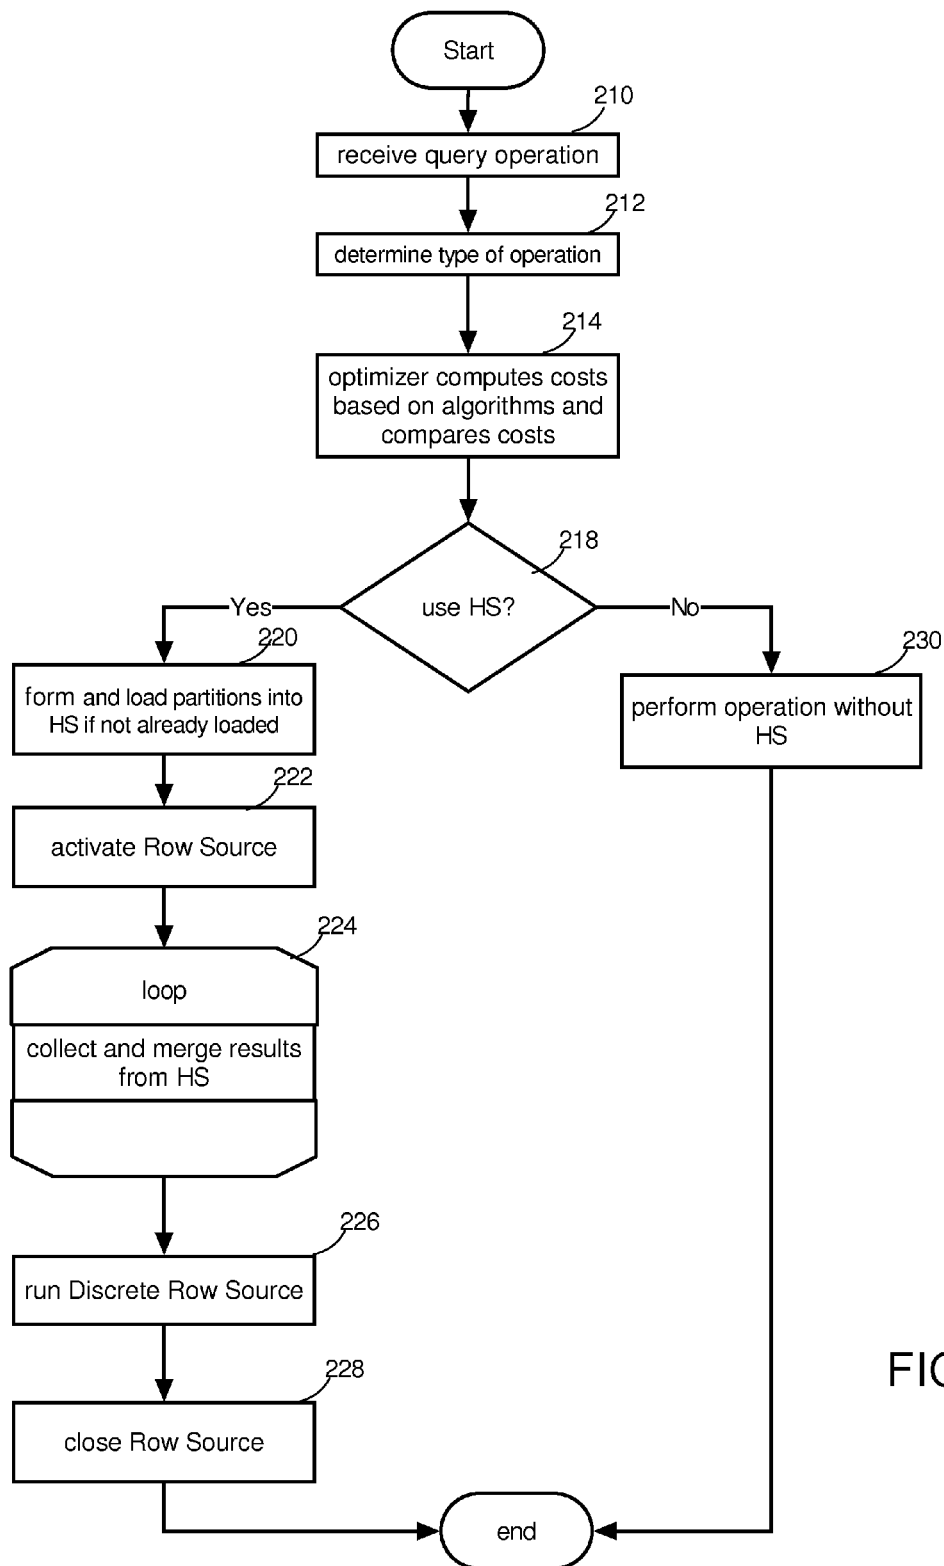 Start
210
receive query operation
212
determine type of operation
214
optimizer computes costs
based on algorithms and
compares costs
218
use HS?
Yes
No
220
form and load partitions into
HS if not already loaded
230
perform operation without
HS
222
activate Row Source
224
loop
collect and merge results
from HS
226
run Discrete Row Source
228
close Row Source
end